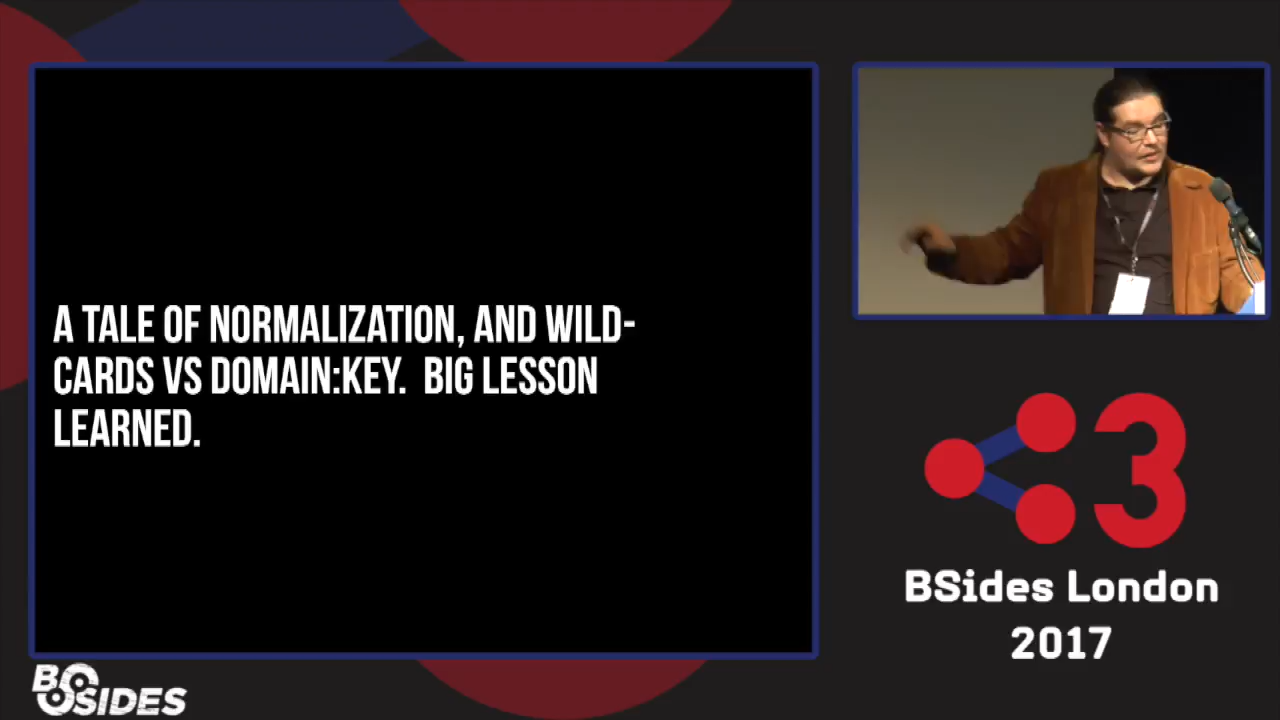 A TALE OF NORMALIZATION, AND WILD-
CARDS VS DOMAIN:KEY. BIG LESSON
LEARNED.
<3
BSides London
2017
BSIDES